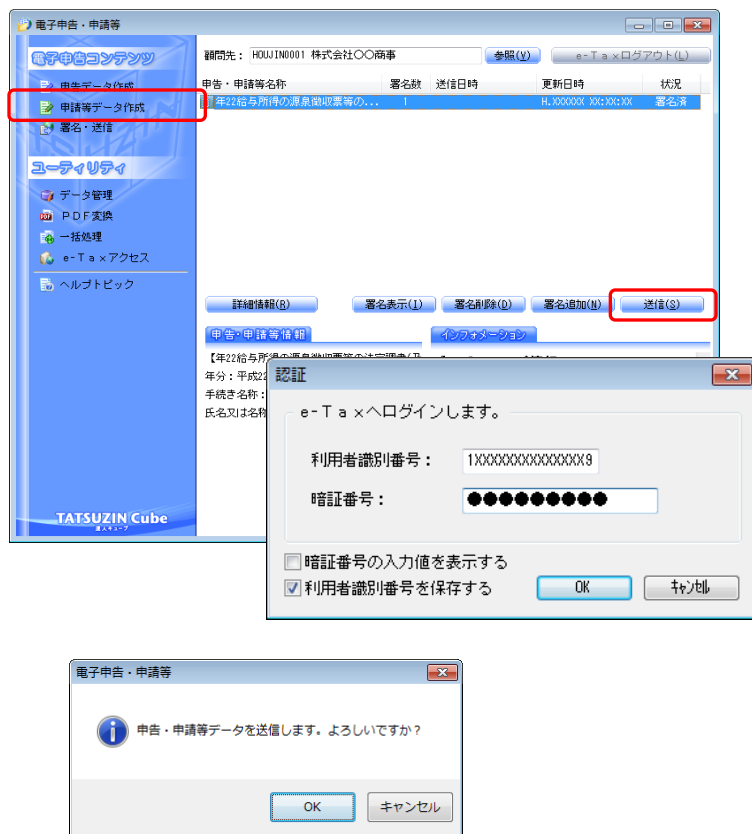 電子申告・申請等
電子申告コンテンツ
申告データ作成
申請等データ作成
署名・送信
ユーティリティ
データ管理
PDF変換
一括処理
e-Taxアクセス
ヘルプトピック
TATSUZIN Cube
達人キューブ
顧問先： HOUJIN0001 株式会社〇〇商事 参照(V) e-Taxログアウト(L)
申告・申請等名称 署名数 送信日時 更新日時 状況
年22給与所得の源泉徴収票等の... 1 H.XXXXXX XX:XX:XX 署名済
詳細情報(R) 署名表示(I) 署名削除(D) 署名追加(N) 送信(S)
申告・申請等情報 インフォメーション
【年22給与所得の源泉徴収票等の法定調書(及
年分：平成22
手続き名称：
氏名又は名称
認証
e-Taxへログインします。
利用者識別番号： 1XXXXXXXXXXXXXX9
暗証番号： ●●●●●●●●●
暗証番号の入力値を表示する
利用者識別番号を保存する OK キャンセル
電子申告・申請等
申告・申請等データを送信します。よろしいですか？
OK キャンセル